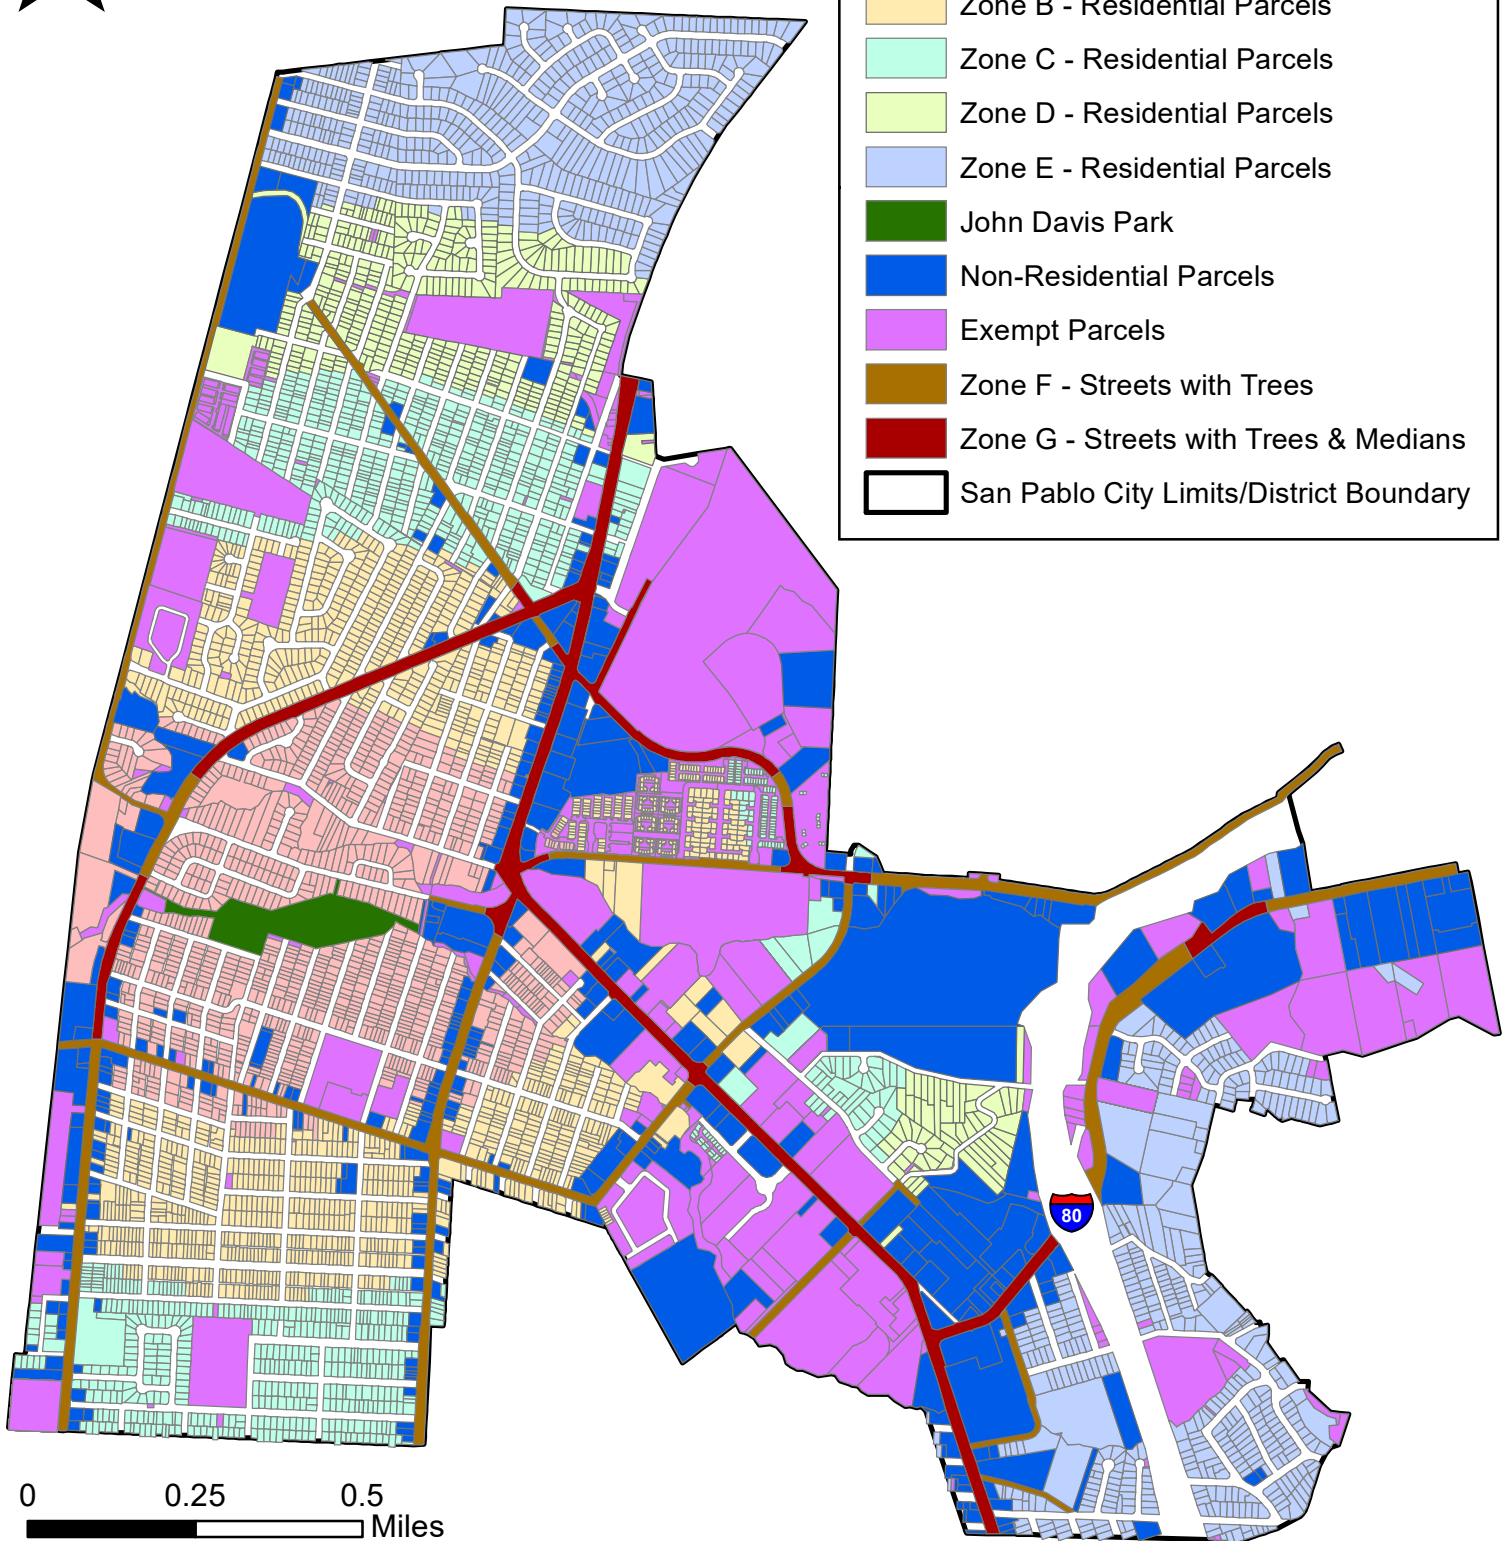 Zone B - Residential Parcels
Zone C - Residential Parcels
Zone D - Residential Parcels
Zone E - Residential Parcels
John Davis Park
Non-Residential Parcels
Exempt Parcels
Zone F - Streets with Trees
Zone G - Streets with Trees & Medians
San Pablo City Limits/District Boundary
80
0 0.25 0.5
Miles